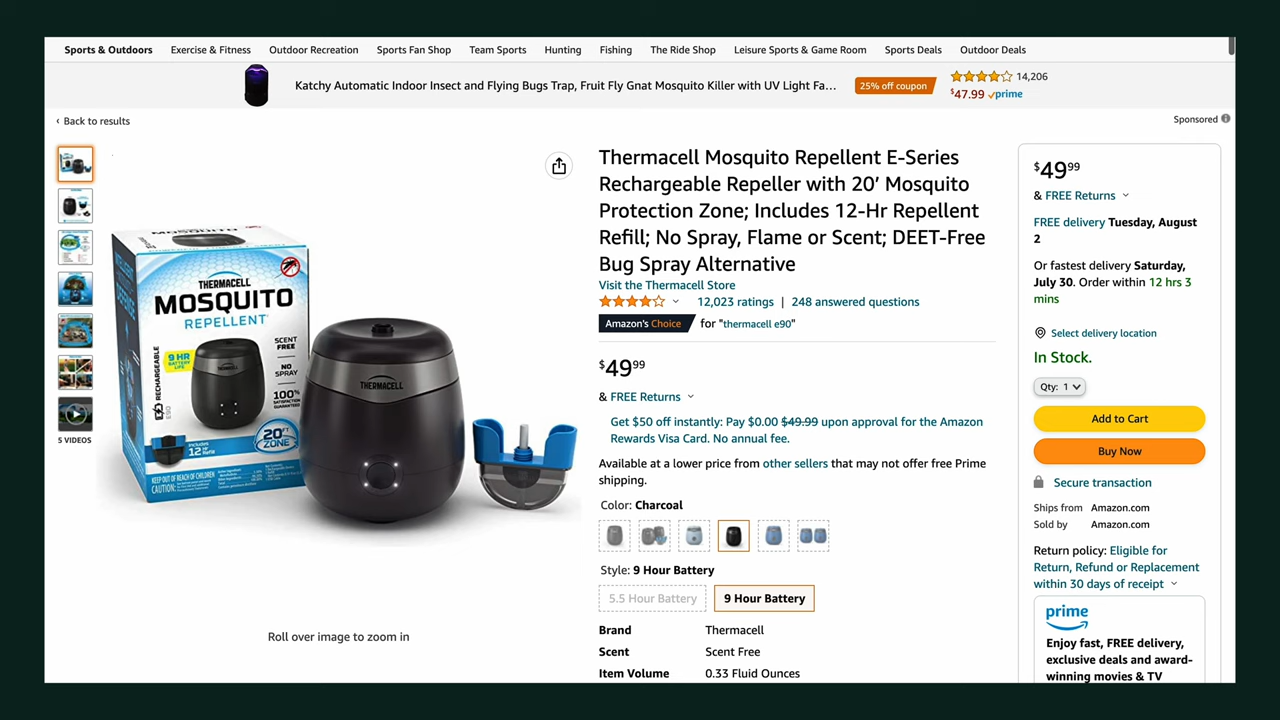 Sports & Outdoors Exercise & Fitness Outdoor Recreation Sports Fan Shop Team Sports Hunting Fishing The Ride Shop Leisure Sports & Game Room Sports Deals Outdoor Deals
Katchy Automatic Indoor Insect and Flying Bugs Trap, Fruit Fly Gnat Mosquito Killer with UV Light Fa…
25% off coupon
14,206
$47.99 prime
‹ Back to results
Sponsored
5 VIDEOS
THERMACELL
MOSQUITO
REPELLENT
SCENT FREE
NO SPRAY
100%
SATISFACTION
GUARANTEED
RECHARGEABLE
E90
9 HR
BATTERY
LIFE
INCLUDES
12 HR
Refill
20 FT
ZONE
KEEP OUT OF REACH OF CHILDREN
THERMACELL
Roll over image to zoom in
Thermacell Mosquito Repellent E-Series
Rechargeable Repeller with 20’ Mosquito
Protection Zone; Includes 12-Hr Repellent
Refill; No Spray, Flame or Scent; DEET-Free
Bug Spray Alternative
Visit the Thermacell Store
12,023 ratings | 248 answered questions
Amazon's Choice for "thermacell e90"
$49 99
& FREE Returns
Get $50 off instantly: Pay $0.00 $49.99 upon approval for the Amazon
Rewards Visa Card. No annual fee.
Available at a lower price from other sellers that may not offer free Prime
shipping.
Color: Charcoal
Style: 9 Hour Battery
5.5 Hour Battery 9 Hour Battery
Brand Thermacell
Scent Scent Free
Item Volume 0.33 Fluid Ounces
$49 99
& FREE Returns
FREE delivery Tuesday, August
2
Or fastest delivery Saturday,
July 30. Order within 12 hrs 3
mins
Select delivery location
In Stock.
Qty: 1
Add to Cart
Buy Now
Secure transaction
Ships from Amazon.com
Sold by Amazon.com
Return policy: Eligible for
Return, Refund or Replacement
within 30 days of receipt
prime
Enjoy fast, FREE delivery,
exclusive deals and award-
winning movies & TV